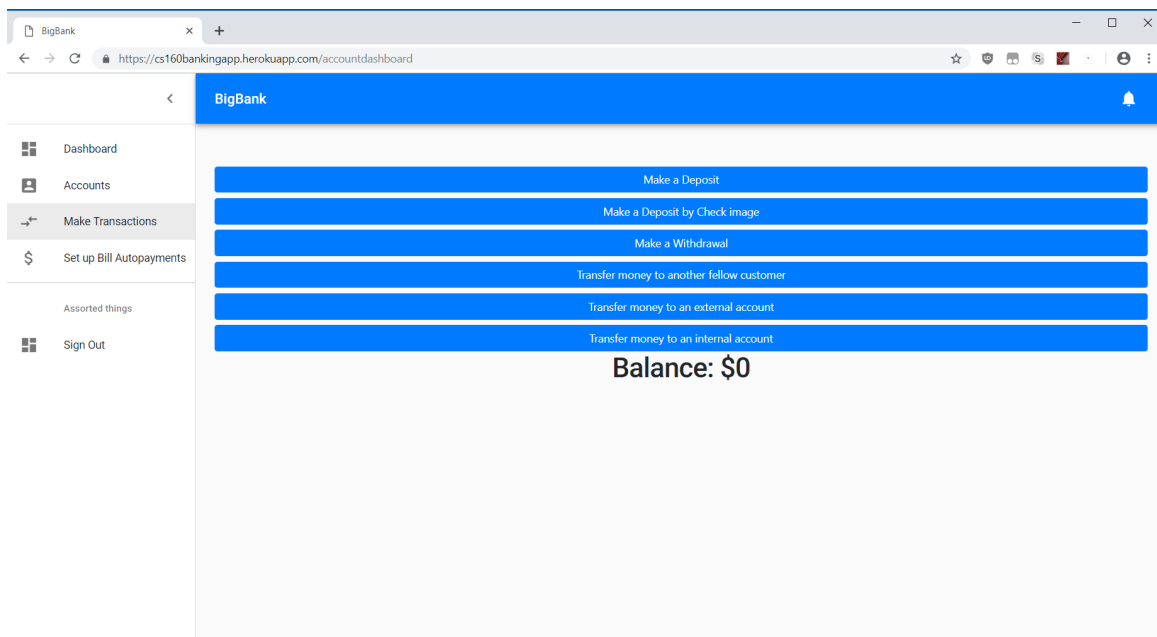 BigBank
https://cs160bankingapp.herokuapp.com/accountdashboard
BigBank
Dashboard
Accounts
Make Transactions
Set up Bill Autopayments
Assorted things
Sign Out
Make a Deposit
Make a Deposit by Check image
Make a Withdrawal
Transfer money to another fellow customer
Transfer money to an external account
Transfer money to an internal account
Balance: $0